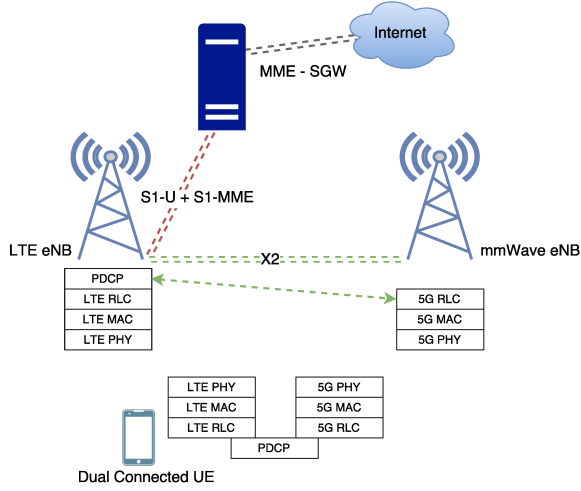 Internet
MME - SGW
S1-U + S1-MME
LTE eNB
X2
mmWave eNB
PDCP
LTE RLC
LTE MAC
LTE PHY
5G RLC
5G MAC
5G PHY
LTE PHY
LTE MAC
LTE RLC
5G PHY
5G MAC
5G RLC
PDCP
Dual Connected UE